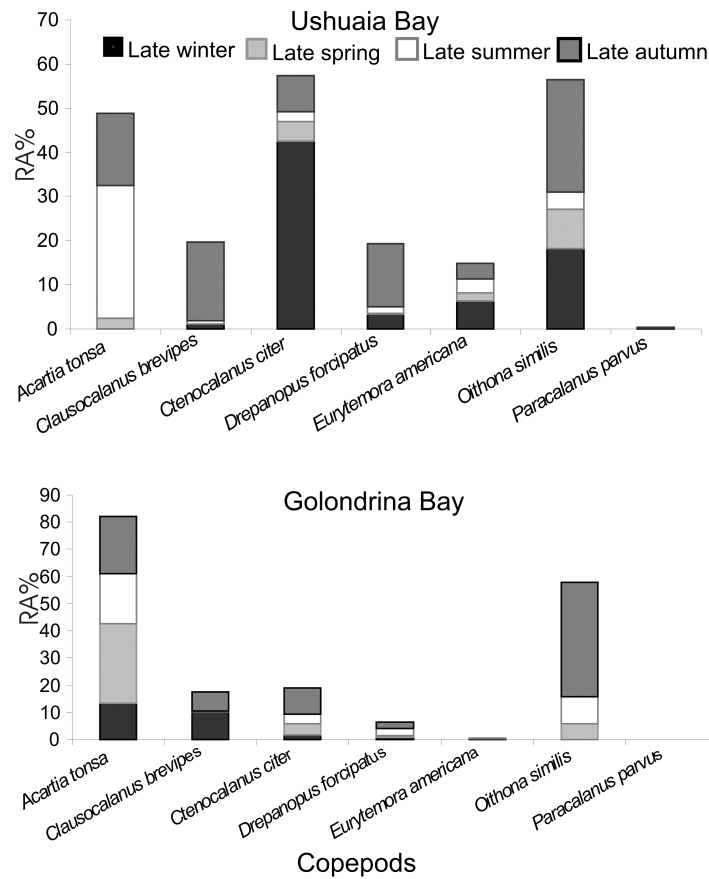 Ushuaia Bay
Late winter Late spring Late summer Late autumn
RA%
70
60
50
40
30
20
10
0
Acartia tonsa
Clausocalanus brevipes
Ctenocalanus citer
Drepanopus forcipatus
Eurytemora americana
Oithona similis
Paracalanus parvus
Golondrina Bay
RA%
90
80
70
60
50
40
30
20
10
0
Acartia tonsa
Clausocalanus brevipes
Ctenocalanus citer
Drepanopus forcipatus
Eurytemora americana
Oithona similis
Paracalanus parvus
Copepods